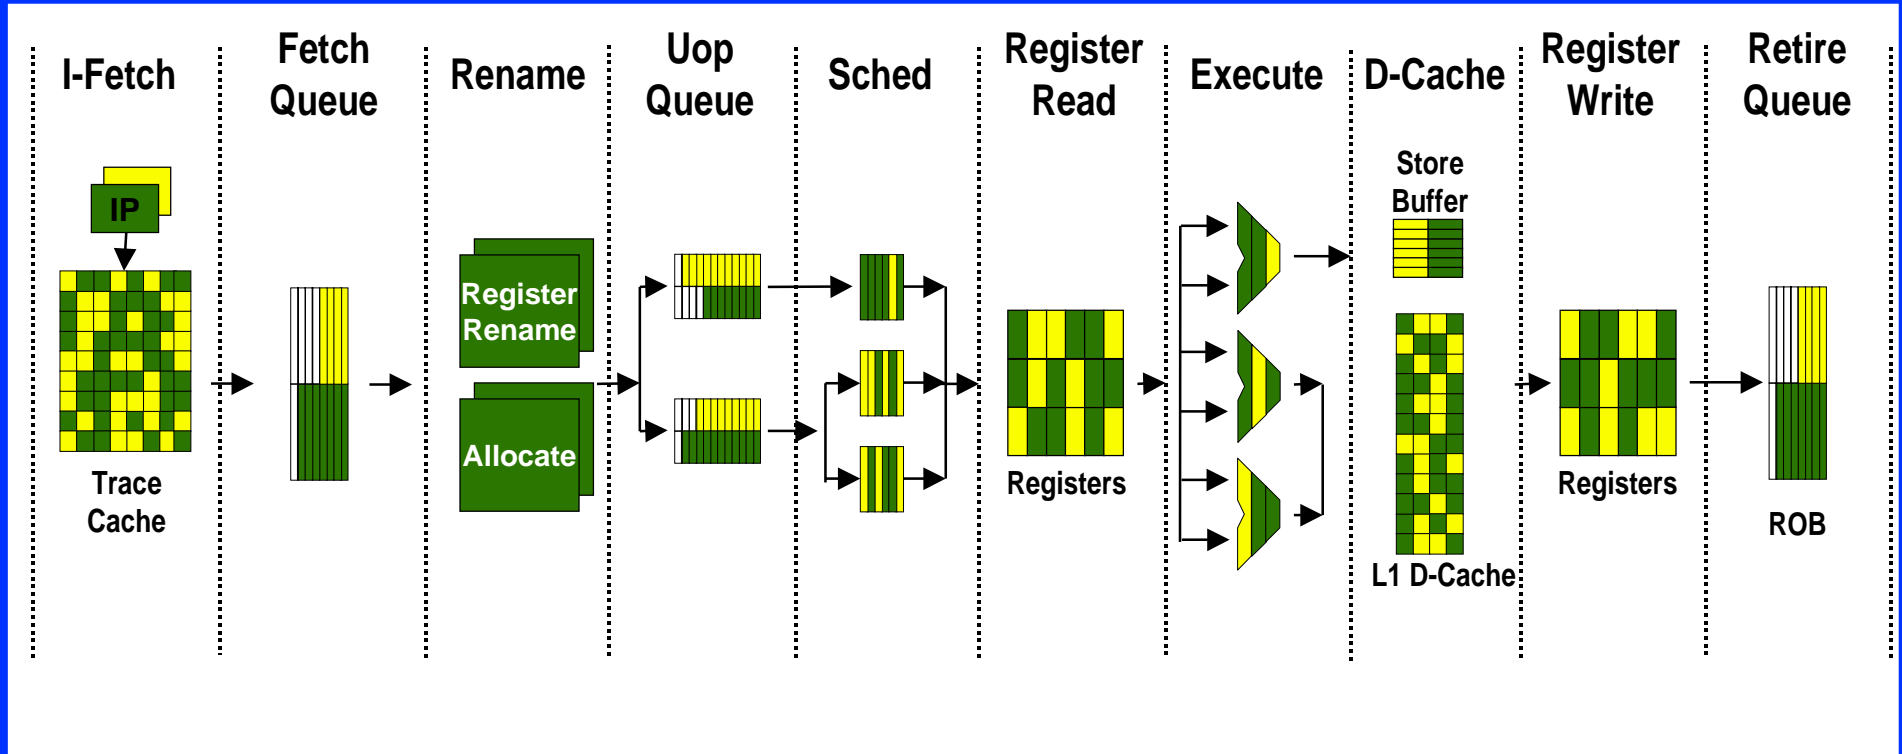 I-Fetch
Fetch
Queue
Rename
Uop
Queue
Sched
Register
Read
Execute
D-Cache
Register
Write
Retire
Queue
IP
Trace
Cache
Register
Rename
Allocate
Registers
Store
Buffer
L1 D-Cache
Registers
ROB